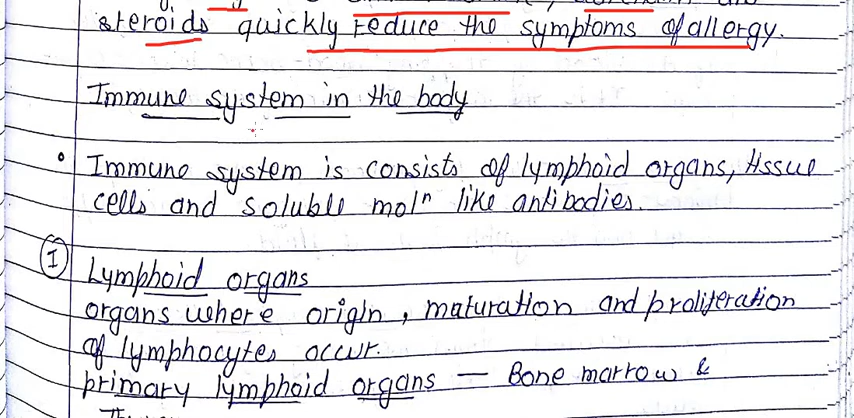 steroids quickly reduce the symptoms of allergy.
Immune system in the body
Immune system is consists of lymphoid organs, tissue
cells and soluble molⁿ like antibodies.
I
Lymphoid organs
organs where origin, maturation and proliferation
of lymphocytes occur.
primary lymphoid organs — Bone marrow &